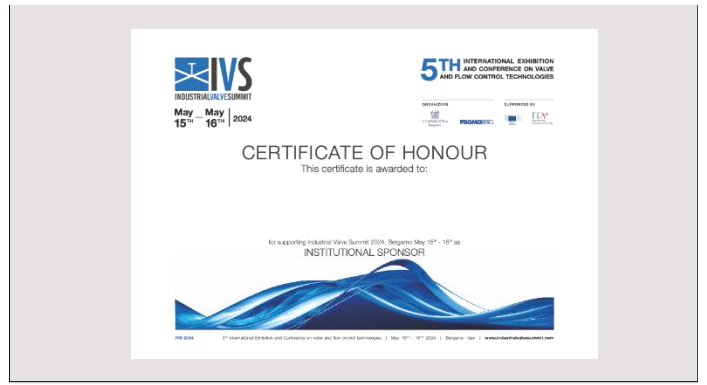 IVS
INDUSTRIALVALVESUMMIT
May 15TH – May 16TH | 2024
5TH INTERNATIONAL EXHIBITION
AND CONFERENCE ON VALVE
AND FLOW CONTROL TECHNOLOGIES
ORGANIZERS
SUPPORTED BY
CONFINDUSTRIA
Bergamo
PROMOBERG
ITA
CERTIFICATE OF HONOUR
This certificate is awarded to:
for supporting Industrial Valve Summit 2024, Bergamo May 15th - 16th as
INSTITUTIONAL SPONSOR
IVS 2024
5th International Exhibition and Conference on valve and flow control technologies | May 15th - 16th 2024 | Bergamo - Italy | www.industrialvalvesummit.com